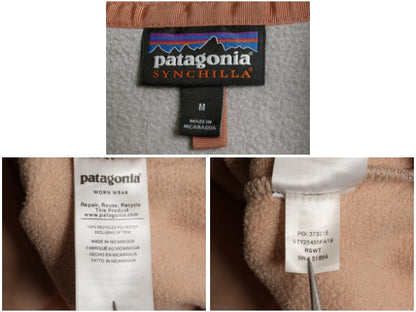 patagonia
SYNCHILLA®
M
MADE IN
NICARAGUA
patagonia®
WORN WEAR
Repair, Reuse, Recycle
This Product
www.patagonia.com
100% RECYCLED POLYESTER
EXCLUSIVE OF TRIM
MADE IN NICARAGUA
FABRIQUÉ AU NICARAGUA
HECHO EN NICARAGUA
FATTO IN NICARAGUA
PO: 373215
STY25455FA18
RSWT
RN 51884